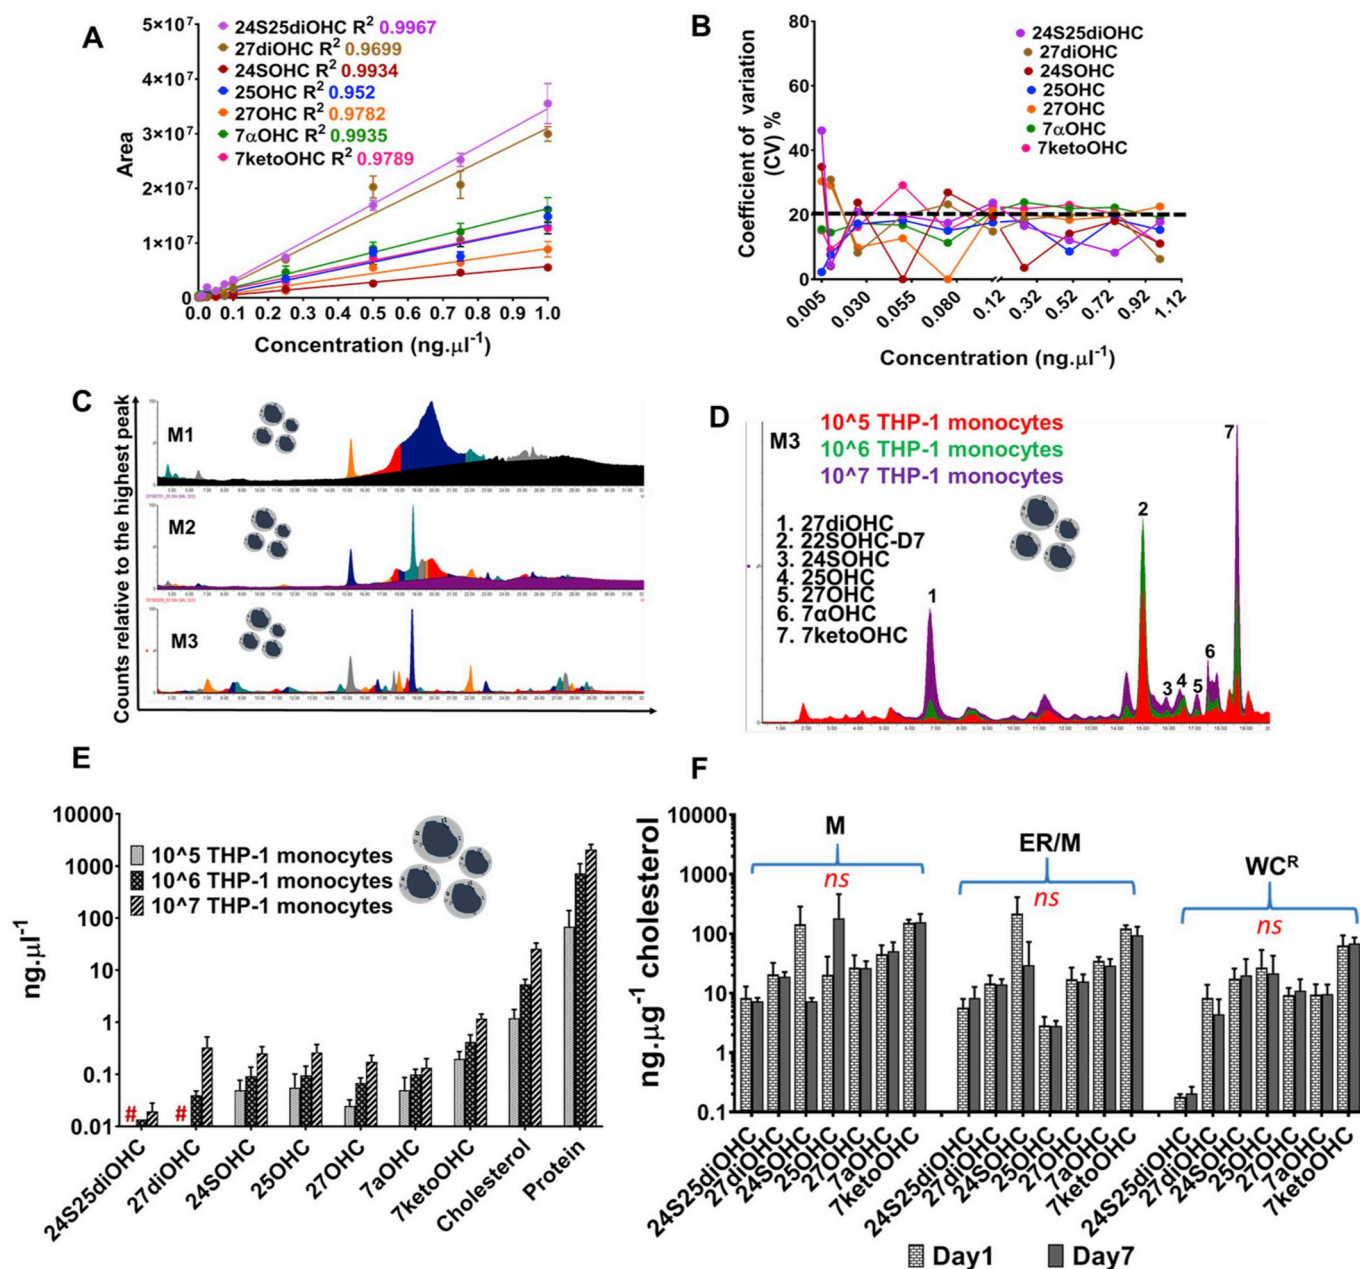 A
5×10⁷
4×10⁷
3×10⁷
2×10⁷
1×10⁷
0
Area
24S25diOHC R² 0.9967
27diOHC R² 0.9699
24SOHC R² 0.9934
25OHC R² 0.952
27OHC R² 0.9782
7αOHC R² 0.9935
7ketoOHC R² 0.9789
0.0 0.1 0.2 0.3 0.4 0.5 0.6 0.7 0.8 0.9 1.0
Concentration (ng.μl⁻¹)
B
80
60
40
20
0
Coefficient of variation
(CV) %
24S25diOHC
27diOHC
24SOHC
25OHC
27OHC
7αOHC
7ketoOHC
0.005 0.030 0.055 0.080 0.12 0.32 0.52 0.72 0.92 1.12
Concentration (ng.μl⁻¹)
C
Counts relative to the highest peak
M1
M2
M3
D
M3
10^5 THP-1 monocytes
10^6 THP-1 monocytes
10^7 THP-1 monocytes
1. 27diOHC
2. 22SOHC-D7
3. 24SOHC
4. 25OHC
5. 27OHC
6. 7αOHC
7. 7ketoOHC
1
2
3
4
5
6
7
E
10000
1000
100
10
1
0.1
0.01
ng.μl⁻¹
10^5 THP-1 monocytes
10^6 THP-1 monocytes
10^7 THP-1 monocytes
# #
24S25diOHC
27diOHC
24SOHC
25OHC
27OHC
7aOHC
7ketoOHC
Cholesterol
Protein
F
10000
1000
100
10
1
0.1
ng.μg⁻¹ cholesterol
M
ns
ER/M
ns
WCᴿ
ns
24S25diOHC
27diOHC
24SOHC
25OHC
27OHC
7aOHC
7ketoOHC
24S25diOHC
27diOHC
24SOHC
25OHC
27OHC
7aOHC
7ketoOHC
24S25diOHC
27diOHC
24SOHC
25OHC
27OHC
7aOHC
7ketoOHC
Day1 Day7